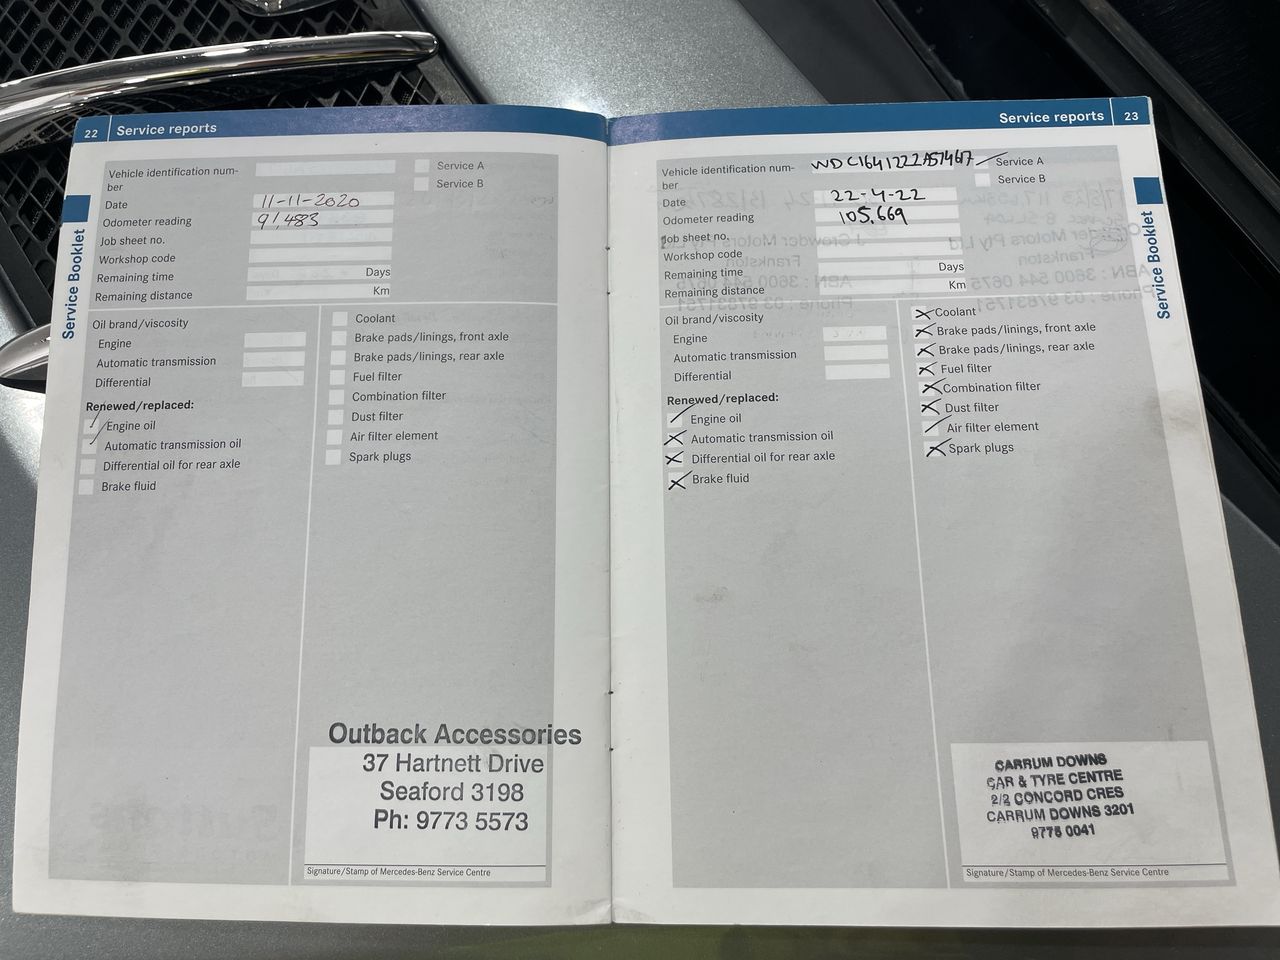 22 Service reports
Vehicle identification num-
ber
Service A
Service B
Date 11-11-2020
Odometer reading 91,483
Job sheet no.
Workshop code
Remaining time Days
Remaining distance Km
Oil brand/viscosity
Engine
Automatic transmission
Differential
Renewed/replaced:
Engine oil
Automatic transmission oil
Differential oil for rear axle
Brake fluid
Coolant
Brake pads/linings, front axle
Brake pads/linings, rear axle
Fuel filter
Combination filter
Dust filter
Air filter element
Spark plugs
Outback Accessories
37 Hartnett Drive
Seaford 3198
Ph: 9773 5573
Signature/Stamp of Mercedes-Benz Service Centre
Service Booklet
Service reports 23
Vehicle identification num-
ber
Service A
Service B
Date 22-4-22
Odometer reading 105,669
Job sheet no.
Workshop code
Remaining time Days
Remaining distance Km
Oil brand/viscosity
Engine
Automatic transmission
Differential
Renewed/replaced:
Engine oil
Automatic transmission oil
Differential oil for rear axle
Brake fluid
Coolant
Brake pads/linings, front axle
Brake pads/linings, rear axle
Fuel filter
Combination filter
Dust filter
Air filter element
Spark plugs
CARRUM DOWNS
CAR & TYRE CENTRE
2/2 CONCORD CRES
CARRUM DOWNS 3201
9775 0041
Signature/Stamp of Mercedes-Benz Service Centre
Service Booklet